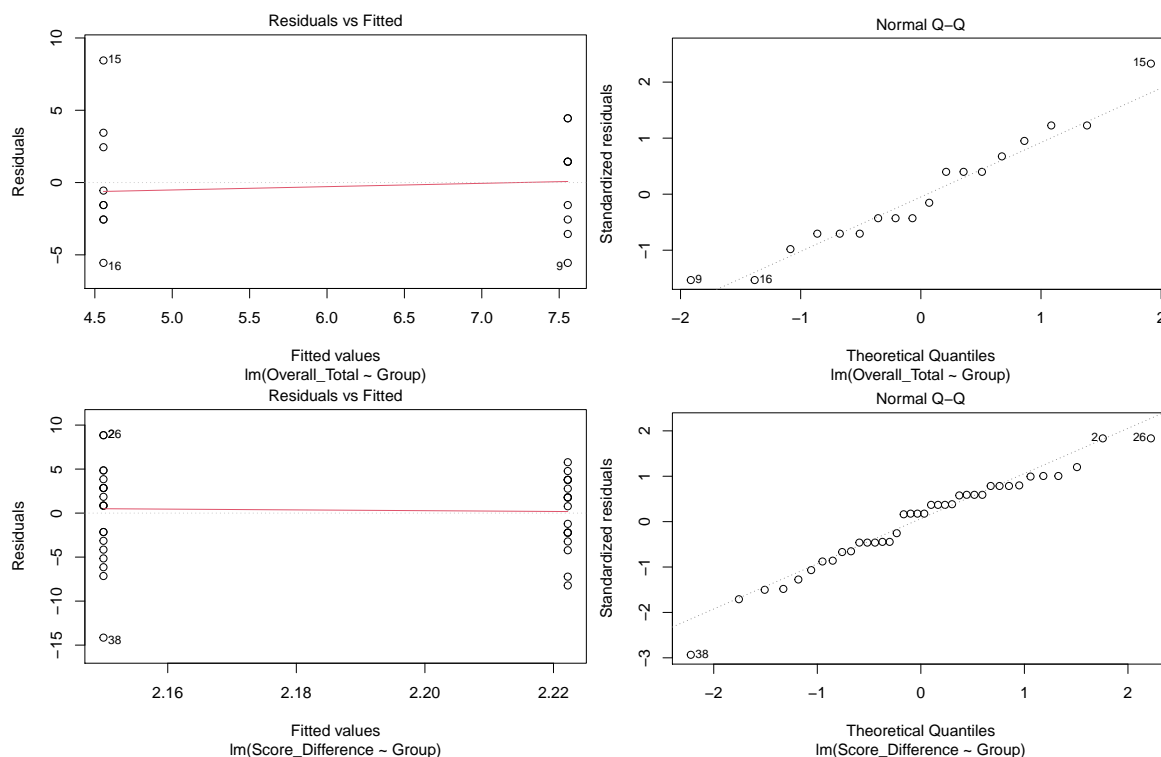 Residuals vs Fitted
Residuals
10
5
0
−5
15
16
9
4.5 5.0 5.5 6.0 6.5 7.0 7.5
Fitted values
lm(Overall_Total ~ Group)
Normal Q−Q
Standardized residuals
2
1
0
−1
15
9
16
−2 −1 0 1 2
Theoretical Quantiles
lm(Overall_Total ~ Group)
Residuals vs Fitted
Residuals
10
5
0
−5
−10
−15
26
38
2.16 2.18 2.20 2.22
Fitted values
lm(Score_Difference ~ Group)
Normal Q−Q
Standardized residuals
2
1
0
−1
−2
−3
2
26
38
−2 −1 0 1 2
Theoretical Quantiles
lm(Score_Difference ~ Group)